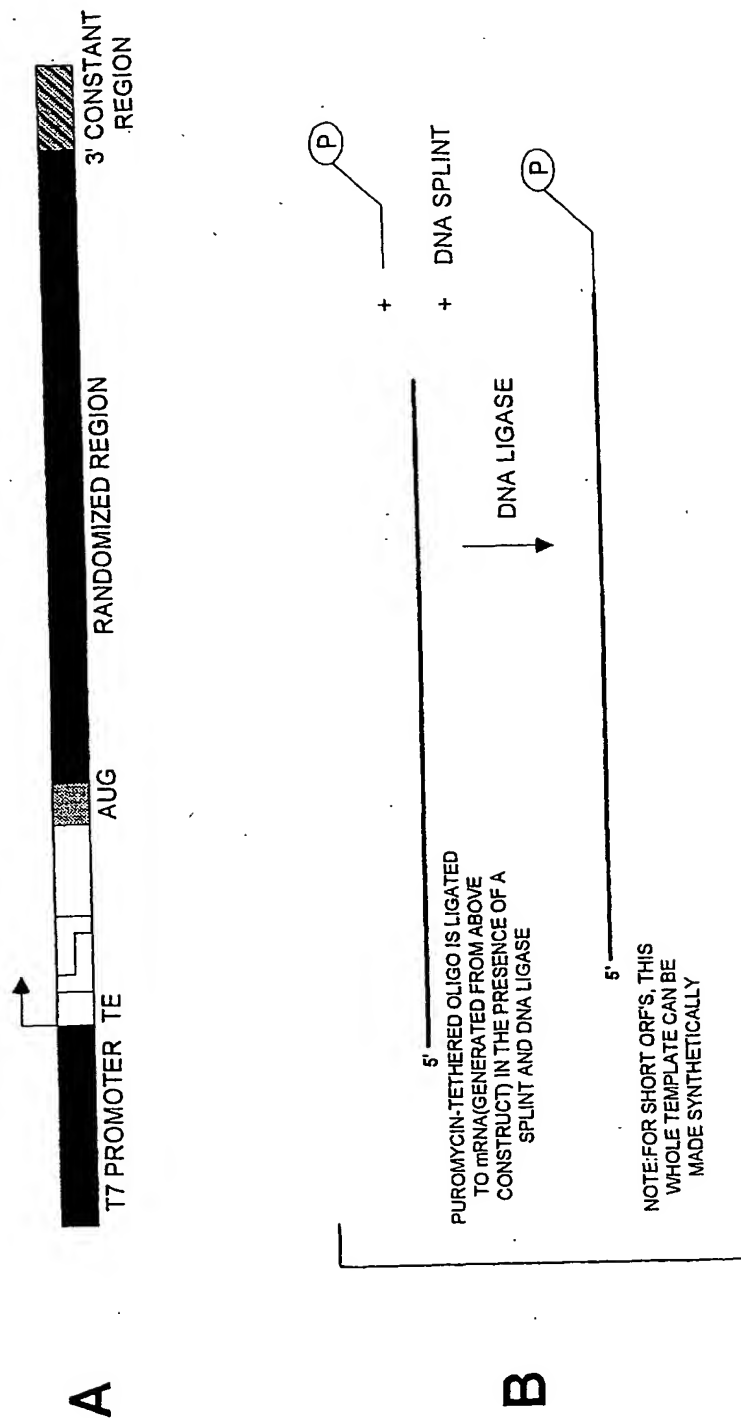 A
T7 PROMOTER
TE
AUG
RANDOMIZED REGION
3' CONSTANT
REGION
B
5'
+
P
+ DNA SPLINT
PUROMYCIN-TETHERED OLIGO IS LIGATED
TO mRNA(GENERATED FROM ABOVE
CONSTRUCT) IN THE PRESENCE OF A
SPLINT AND DNA LIGASE
DNA LIGASE
5'
P
NOTE:FOR SHORT ORF'S, THIS
WHOLE TEMPLATE CAN BE
MADE SYNTHETICALLY